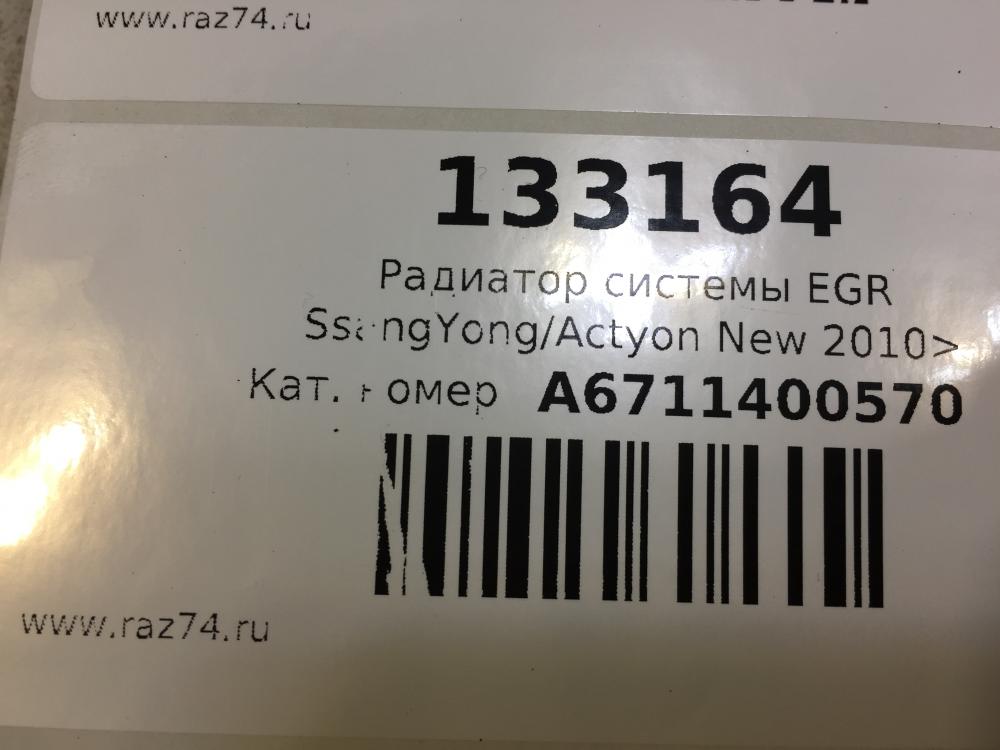 www.raz74.ru
133164
Радиатор системы EGR
SsangYong/Actyon New 2010>
Кат. номер A6711400570
www.raz74.ru